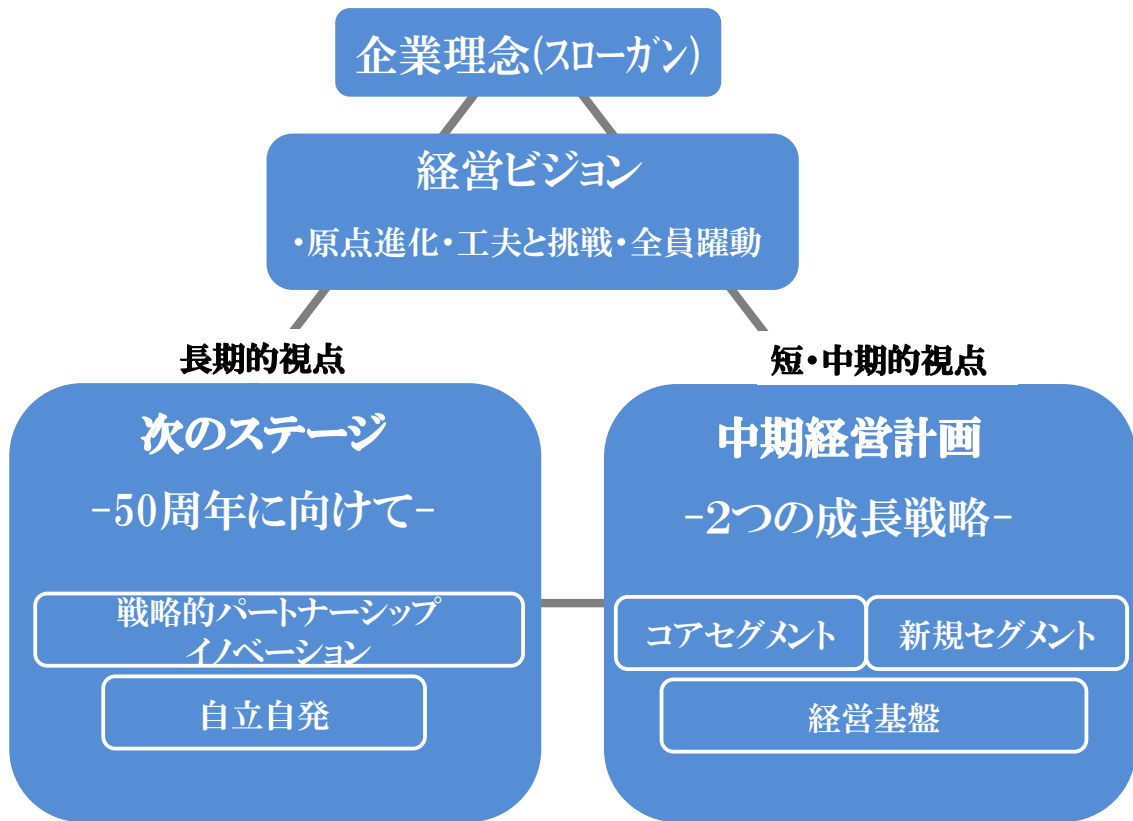 企業理念(スローガン)
経営ビジョン
・原点進化・工夫と挑戦・全員躍動
長期的視点
次のステージ
-50周年に向けて-
戦略的パートナーシップ
イノベーション
自立自発
短・中期的視点
中期経営計画
-2つの成長戦略-
コアセグメント
新規セグメント
経営基盤